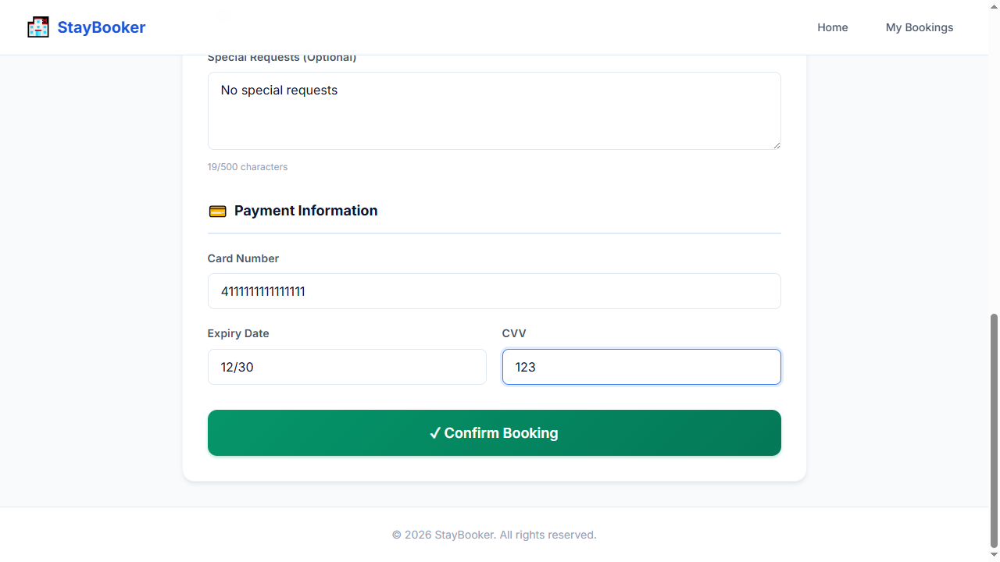 StayBooker
Home
My Bookings
Special Requests (Optional)
No special requests
19/500 characters
Payment Information
Card Number
4111111111111111
Expiry Date
CVV
12/30
123
✓ Confirm Booking
© 2026 StayBooker. All rights reserved.